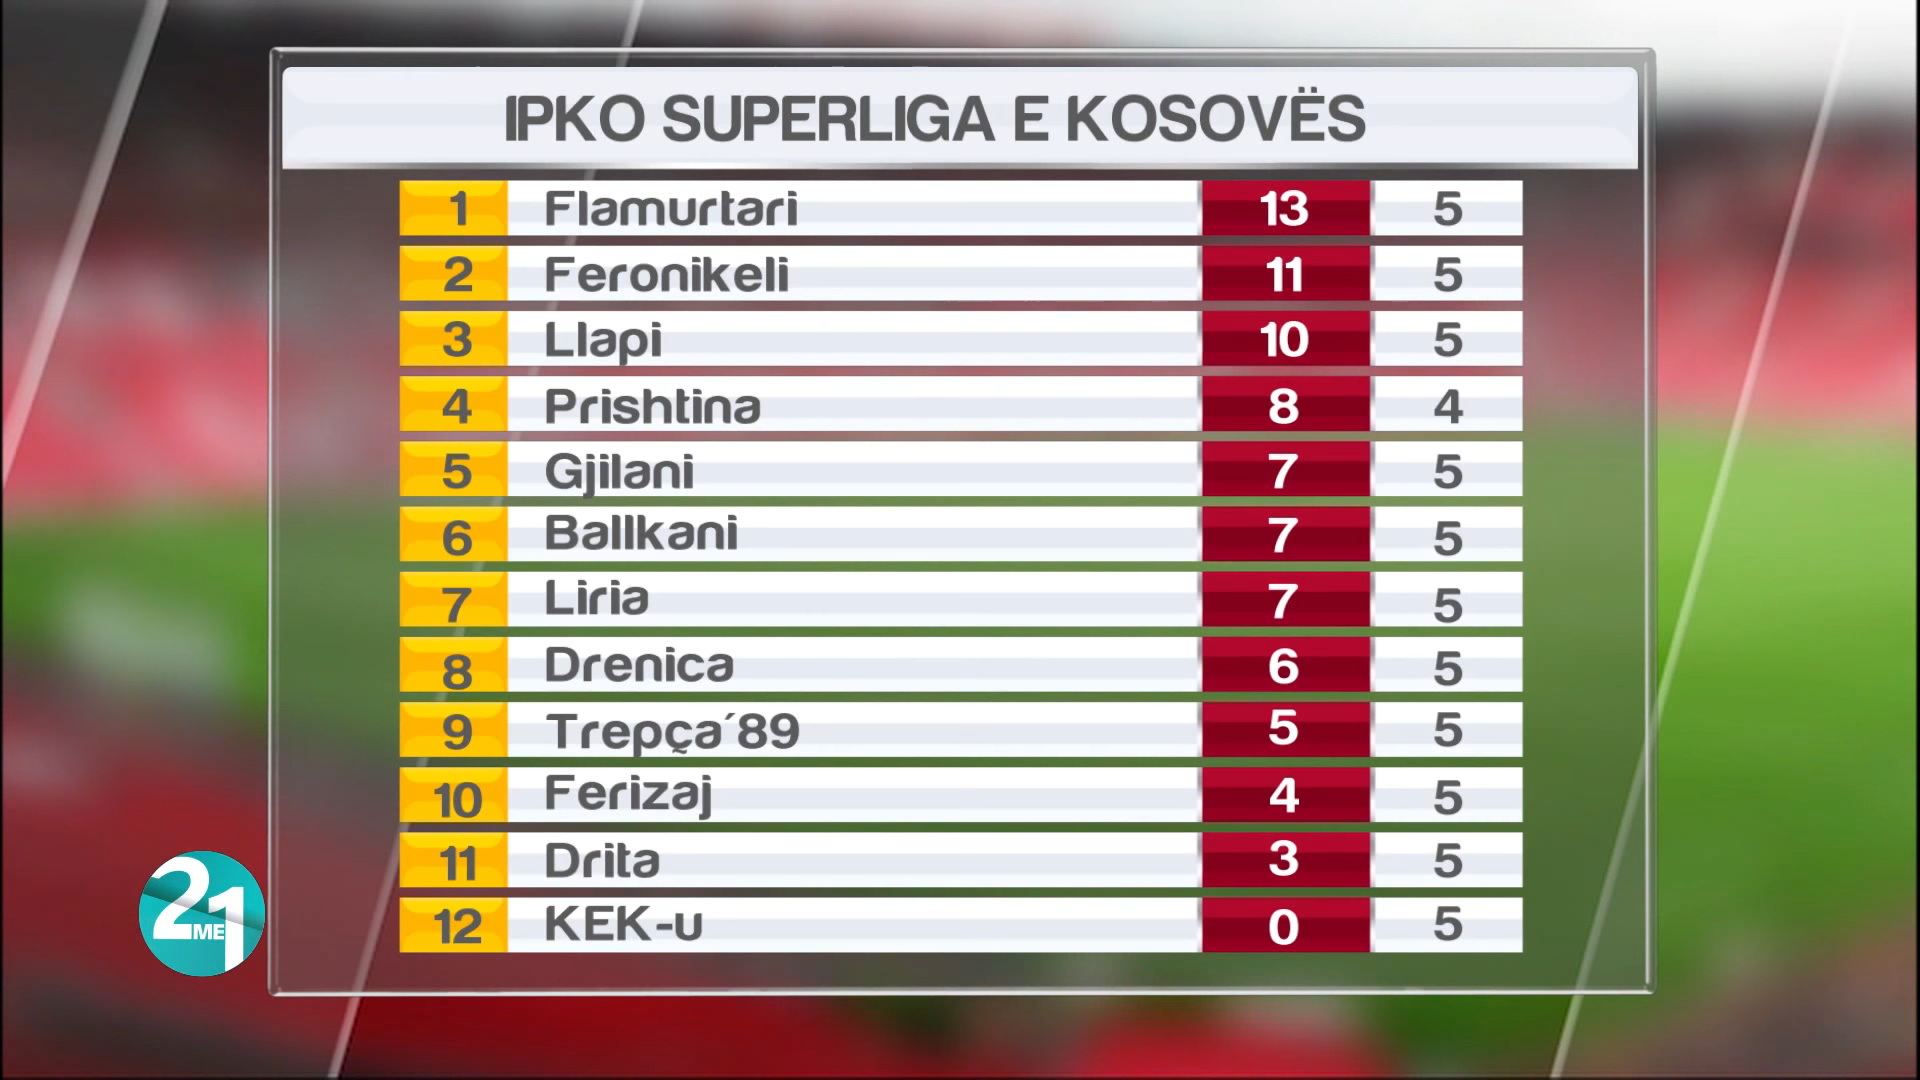 IPKO SUPERLIGA E KOSOVËS
1 Flamurtari 13 5
2 Feronikeli 11 5
3 Llapi 10 5
4 Prishtina 8 4
5 Gjilani 7 5
6 Ballkani 7 5
7 Liria 7 5
8 Drenica 6 5
9 Trepça´89 5 5
10 Ferizaj 4 5
11 Drita 3 5
12 KEK-u 0 5
21 ME